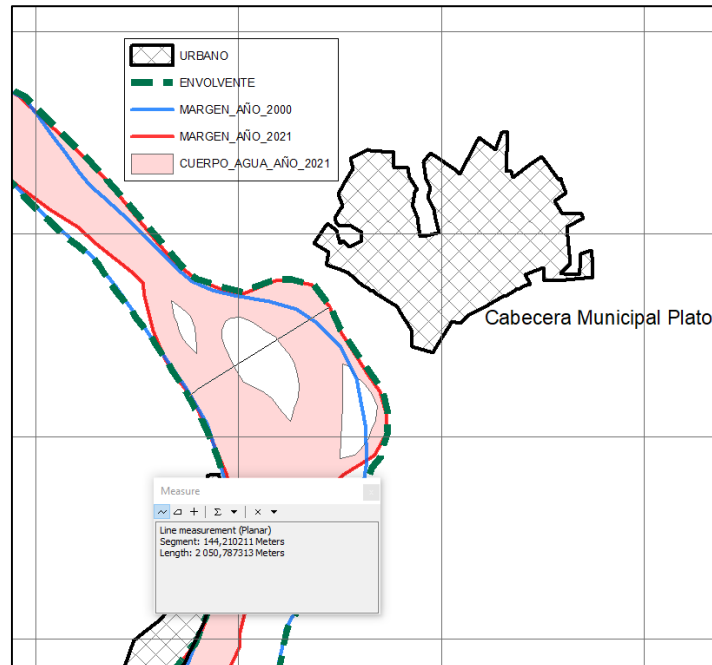 URBANO
ENVOLVENTE
MARGEN_AÑO_2000
MARGEN_AÑO_2021
CUERPO_AGUA_AÑO_2021
Cabecera Municipal Plato
Measure
Line measurement (Planar)
Segment: 144,210211 Meters
Length: 2 050,787313 Meters